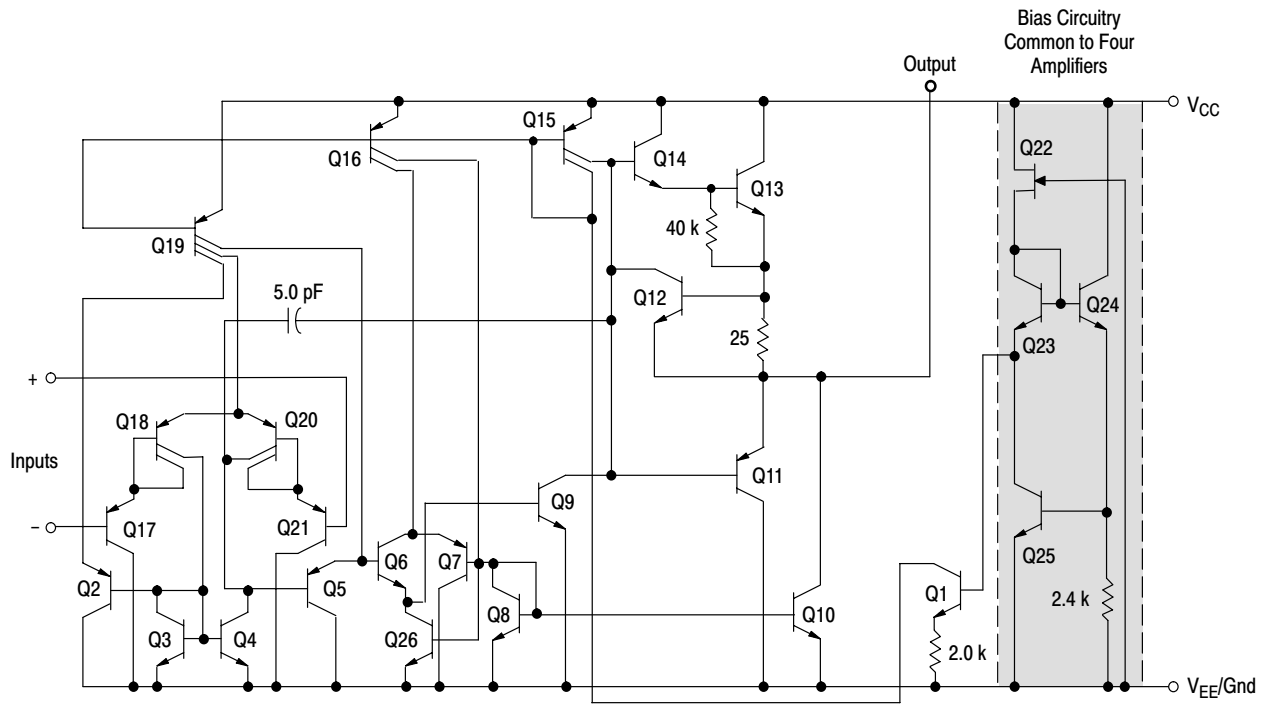 Bias Circuitry
Common to Four
Amplifiers
Output
VCC
Q15
Q16
Q14
Q22
Q13
40 k
Q19
5.0 pF
Q12
Q24
25
Q23
+
Q18
Q20
Inputs
Q9
Q11
−
Q17
Q21
Q25
Q2
Q5
Q6
Q7
Q1
2.4 k
Q3
Q4
Q26
Q8
Q10
2.0 k
VEE/Gnd